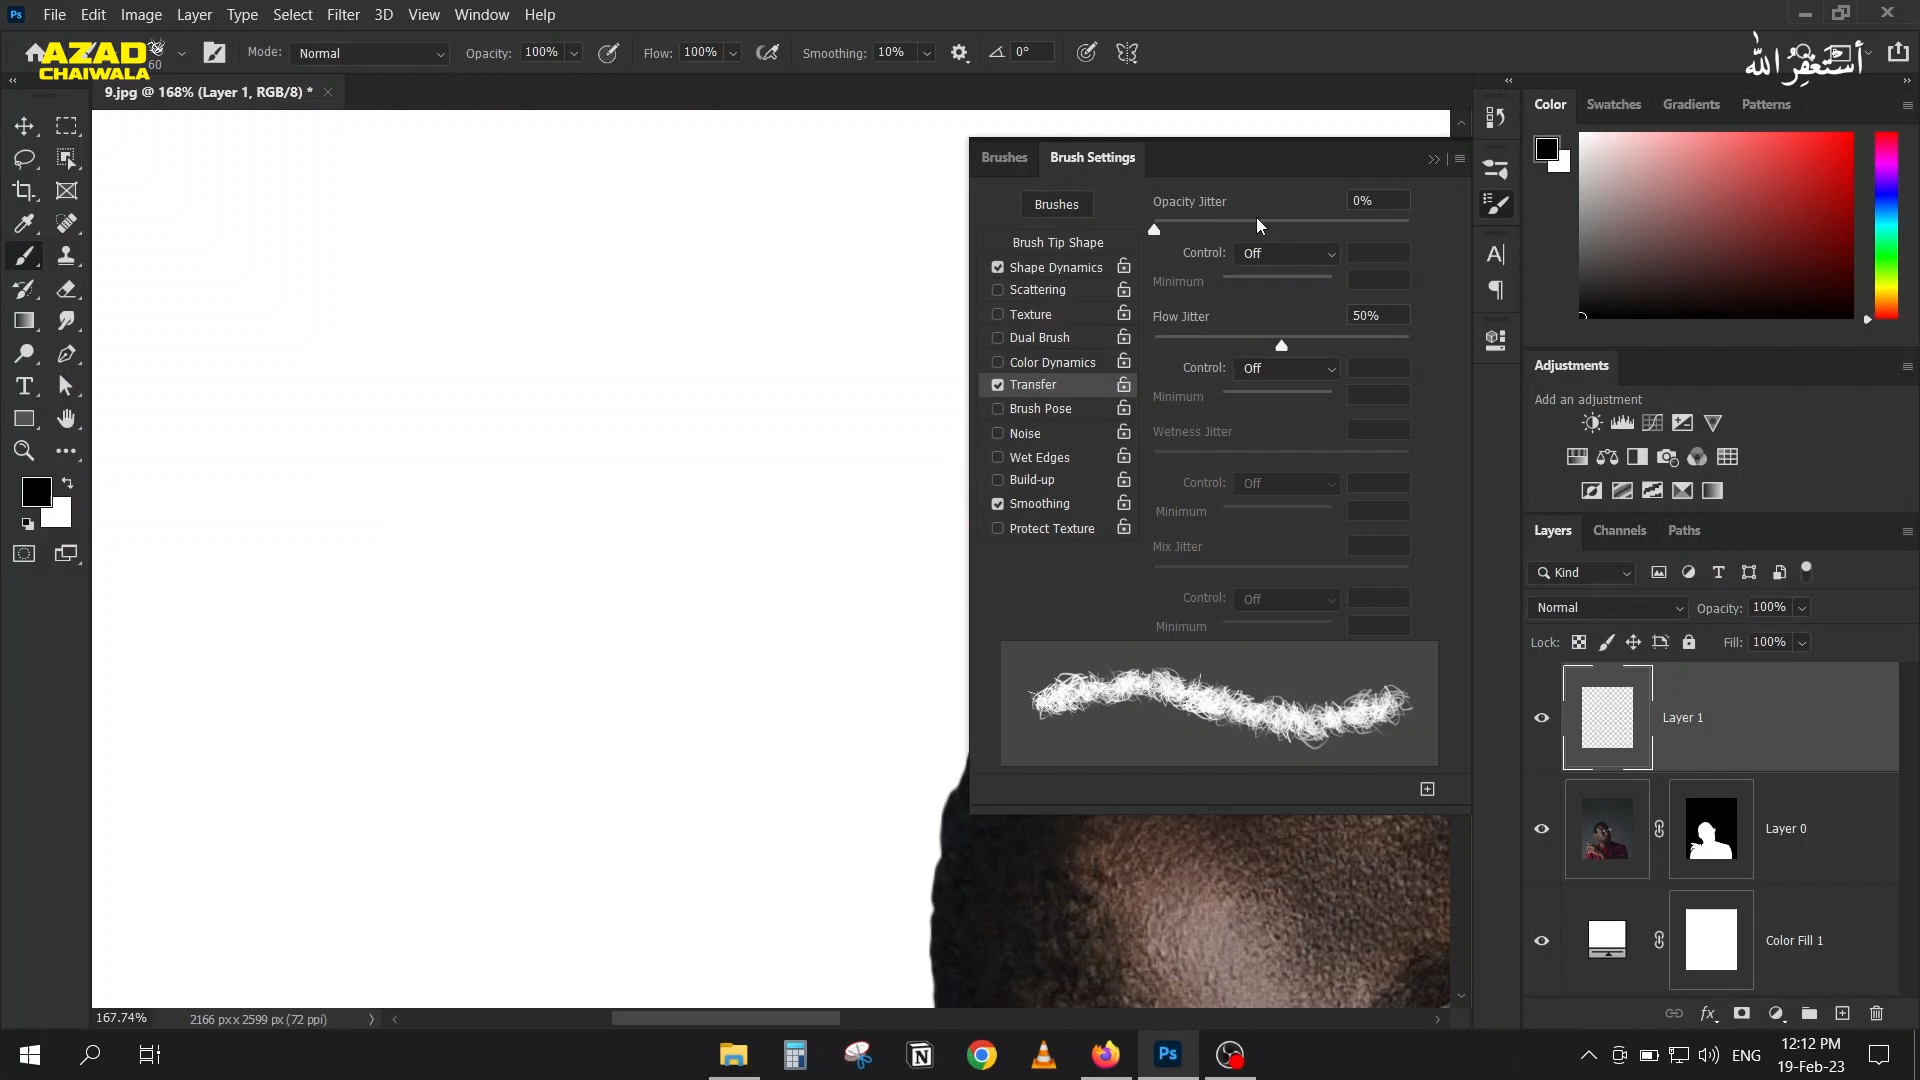 Ps File Edit Image Layer Type Select Filter 3D View Window Help
AZAD
CHAIWALA
60
Mode: Normal Opacity: 100% Flow: 100% Smoothing: 10% 0°
أستغفر الله
9.jpg @ 168% (Layer 1, RGB/8) *
Brushes Brush Settings
Brushes
Brush Tip Shape
Shape Dynamics
Scattering
Texture
Dual Brush
Color Dynamics
Transfer
Brush Pose
Noise
Wet Edges
Build-up
Smoothing
Protect Texture
Opacity Jitter 0%
Control: Off
Minimum
Flow Jitter 50%
Control: Off
Minimum
Wetness Jitter
Control: Off
Minimum
Mix Jitter
Control: Off
Minimum
Color Swatches Gradients Patterns
Adjustments
Add an adjustment
Layers Channels Paths
Kind
Normal Opacity: 100%
Lock: Fill: 100%
Layer 1
Layer 0
Color Fill 1
fx
167.74% 2166 px x 2599 px (72 ppi)
Ps
ENG
12:12 PM
19-Feb-23